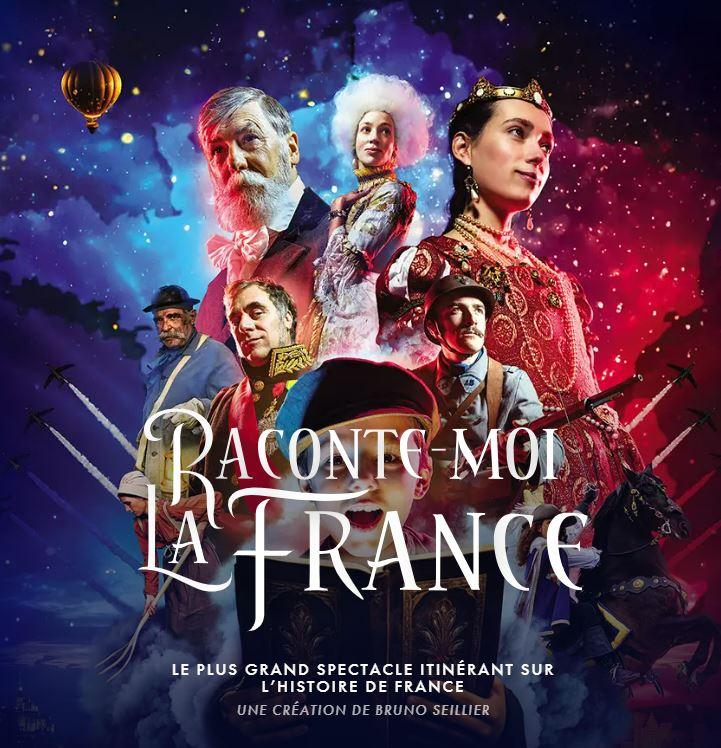 RACONTE-MOI
LA FRANCE
LE PLUS GRAND SPECTACLE ITINÉRANT SUR
L'HISTOIRE DE FRANCE
UNE CRÉATION DE BRUNO SEILLIER